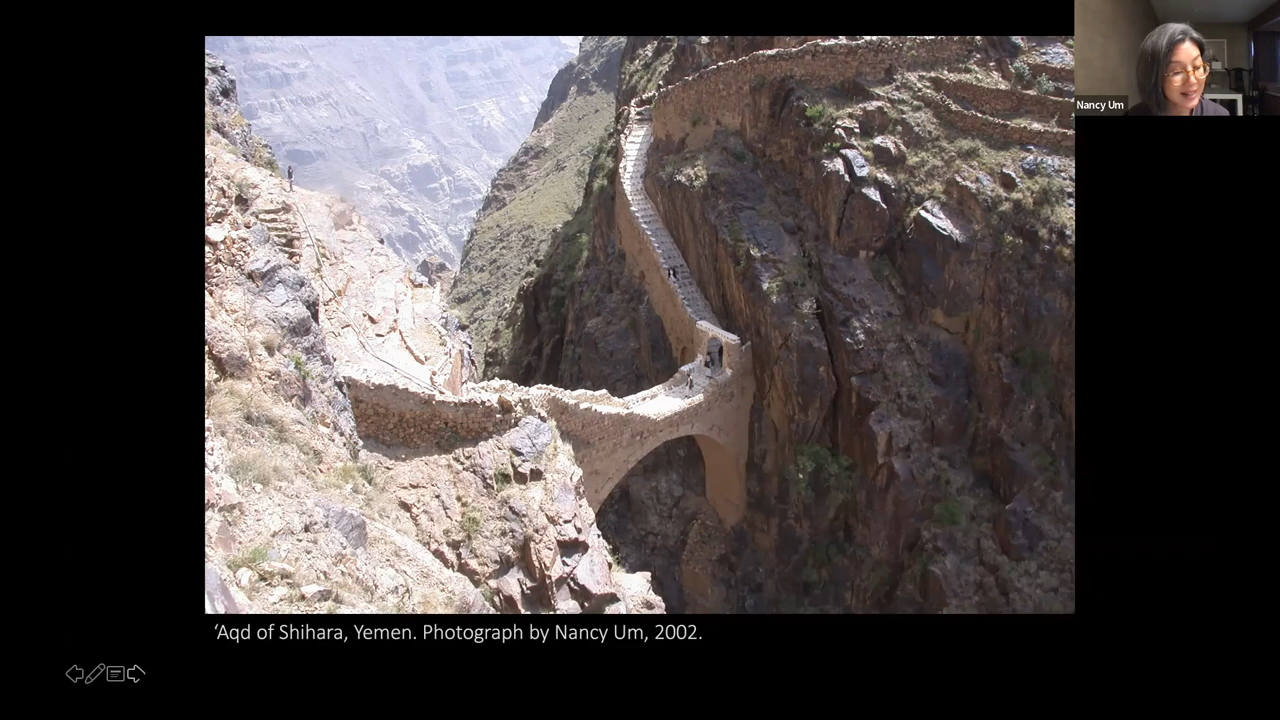 Nancy Um
‘Aqd of Shihara, Yemen. Photograph by Nancy Um, 2002.